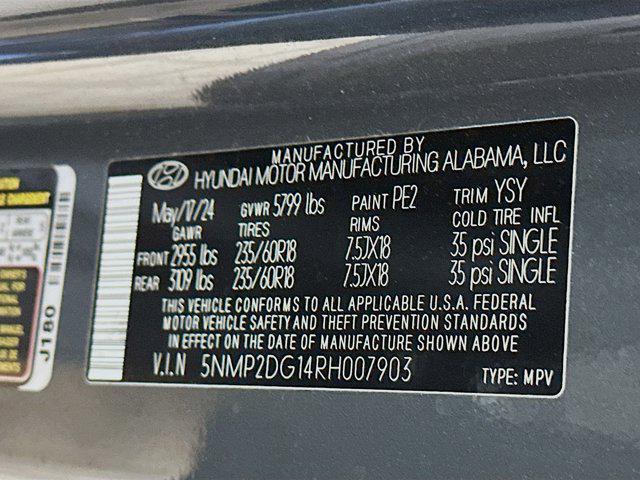 MANUFACTURED BY
HYUNDAI MOTOR MANUFACTURING ALABAMA, LLC
May/17/24 GVWR 5799 lbs PAINT PE2 TRIM YSY
GAWR TIRES RIMS COLD TIRE INFL
FRONT 2955 lbs 235/60R18 7.5JX18 35 psi SINGLE
REAR 3109 lbs 235/60R18 7.5JX18 35 psi SINGLE
THIS VEHICLE CONFORMS TO ALL APPLICABLE U.S.A. FEDERAL
MOTOR VEHICLE SAFETY AND THEFT PREVENTION STANDARDS
IN EFFECT ON THE DATE OF MANUFACTURE SHOWN ABOVE.
V.I.N 5NMP2DG14RH007903 TYPE: MPV
J180